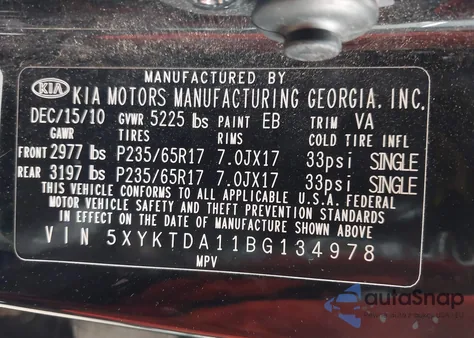 MANUFACTURED BY
KIA KIA MOTORS MANUFACTURING GEORGIA, INC.
DEC/15/10 GVWR 5225 lbs PAINT EB TRIM VA
GAWR TIRES RIMS COLD TIRE INFL
FRONT 2977 lbs P235/65R17 7.0JX17 33psi SINGLE
REAR 3197 lbs P235/65R17 7.0JX17 33psi SINGLE
THIS VEHICLE CONFORMS TO ALL APPLICABLE U.S.A. FEDERAL
MOTOR VEHICLE SAFETY AND THEFT PREVENTION STANDARDS
IN EFFECT ON THE DATE OF MANUFACTURE SHOWN ABOVE
VIN 5XYKTDA11BG134978
MPV
autoSnap